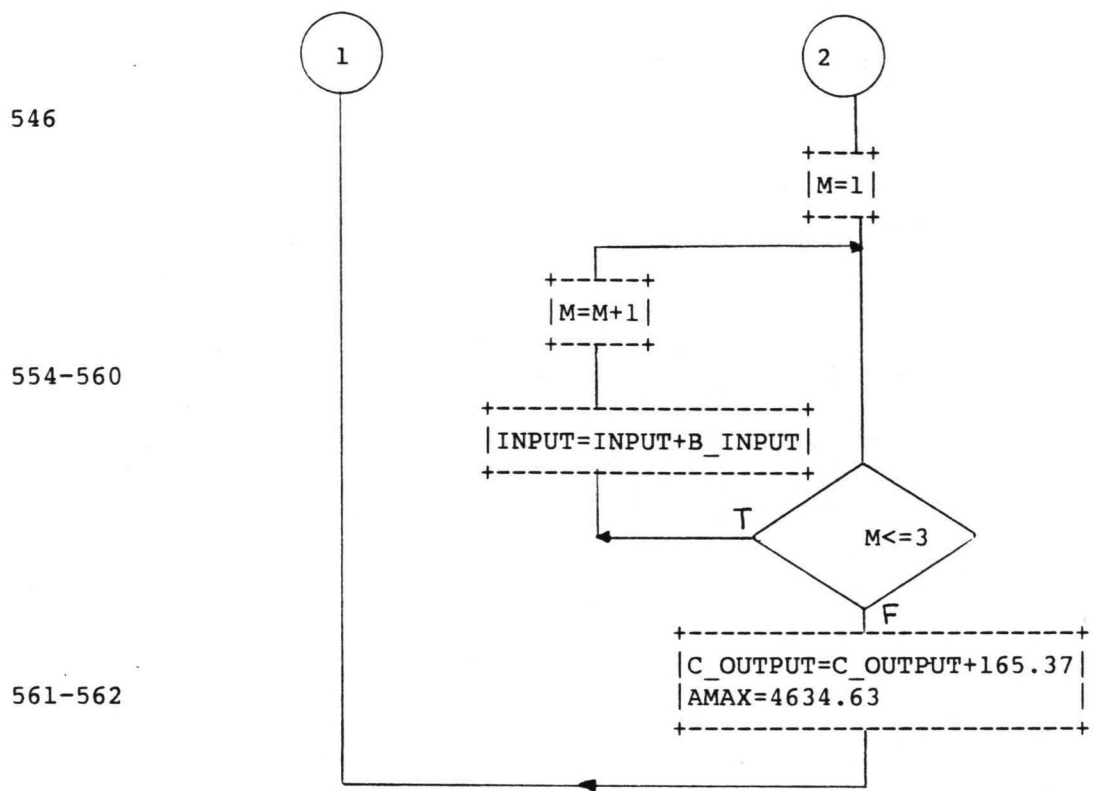 1
2
546
M=1
M=M+1
554-560
INPUT=INPUT+B_INPUT
T
M<=3
F
C_OUTPUT=C_OUTPUT+165.37
561-562
AMAX=4634.63